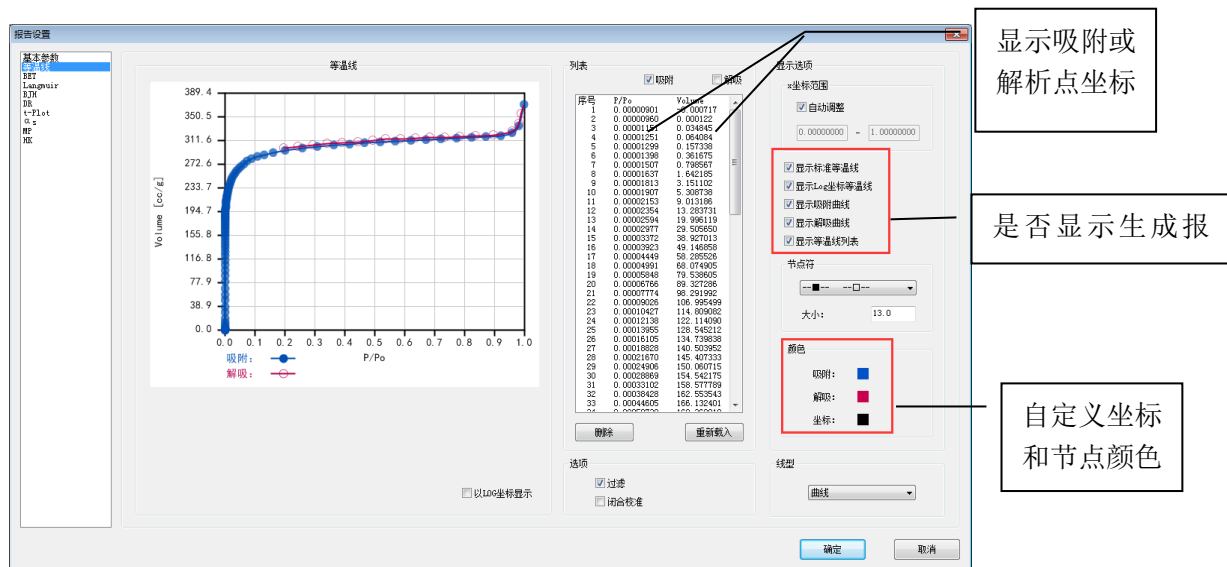 报告设置
基本参数
等温线
BET
Langmuir
BJH
DR
t-Plot
αs
MP
HK
等温线
389.4
350.5
311.6
272.6
233.7
194.7
155.8
116.8
77.9
38.9
0.0
Volume [cc/g]
0.0 0.1 0.2 0.3 0.4 0.5 0.6 0.7 0.8 0.9 1.0
P/Po
吸附:
解吸:
以LOG坐标显示
列表
吸附 解吸
序号 P/Po Volume
1 0.00000901 -0.000717
2 0.00000960 0.000122
3 0.00001151 0.034845
4 0.00001251 0.064084
5 0.00001299 0.157338
6 0.00001398 0.361675
7 0.00001507 0.798567
8 0.00001637 1.642185
9 0.00001813 3.151102
10 0.00001907 5.308738
11 0.00002153 9.013186
12 0.00002354 13.283731
13 0.00002594 19.996119
14 0.00002977 29.505650
15 0.00003372 38.927013
16 0.00003923 49.146858
17 0.00004449 58.285526
18 0.00004991 68.074905
19 0.00005848 79.538605
20 0.00006766 89.327286
21 0.00007774 98.291992
22 0.00009026 106.995499
23 0.00010427 114.809082
24 0.00012138 122.114090
25 0.00013955 128.545212
26 0.00016105 134.739838
27 0.00018828 140.503952
28 0.00021670 145.407333
29 0.00024906 150.060715
30 0.00028869 154.542175
31 0.00033102 158.577789
32 0.00038428 162.553543
33 0.00044605 166.132401
删除 重新载入
选项
过滤
闭合校准
显示选项
x坐标范围
自动调整
0.00000000 - 1.00000000
显示标准等温线
显示Log坐标等温线
显示吸附曲线
显示解吸曲线
显示等温线列表
节点符
--■-- --□--
大小: 13.0
颜色
吸附:
解吸:
坐标:
线型
曲线
确定 取消
显示吸附或
解析点坐标
是否显示生成报
自定义坐标
和节点颜色